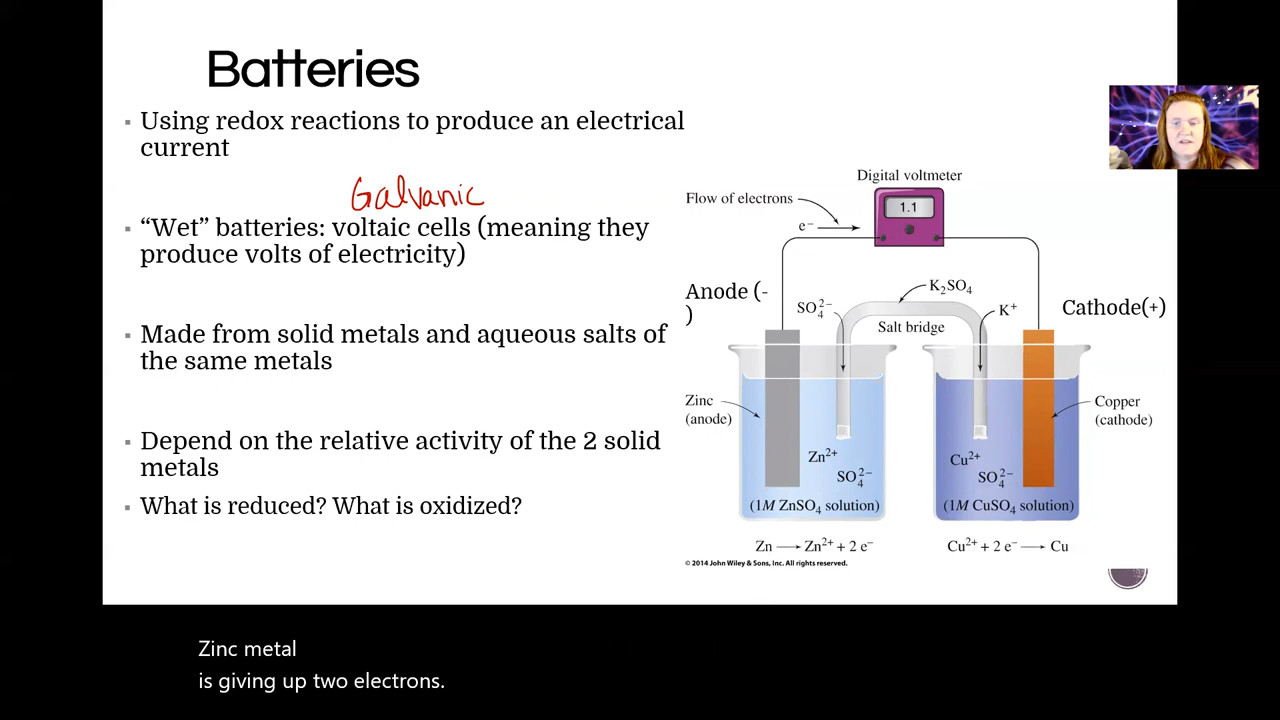 Batteries
▪ Using redox reactions to produce an electrical
current
Galvanic
▪ “Wet” batteries: voltaic cells (meaning they
produce volts of electricity)
▪ Made from solid metals and aqueous salts of
the same metals
▪ Depend on the relative activity of the 2 solid
metals
▪ What is reduced? What is oxidized?
Digital voltmeter
Flow of electrons
1.1
e⁻
Anode (-
)
SO₄²⁻
K₂SO₄
K⁺
Cathode(+)
Salt bridge
Zinc
(anode)
Copper
(cathode)
Zn²⁺
SO₄²⁻
(1M ZnSO₄ solution)
Cu²⁺
SO₄²⁻
(1M CuSO₄ solution)
Zn ⟶ Zn²⁺ + 2 e⁻
Cu²⁺ + 2 e⁻ ⟶ Cu
© 2014 John Wiley & Sons, Inc. All rights reserved.
Zinc metal
is giving up two electrons.